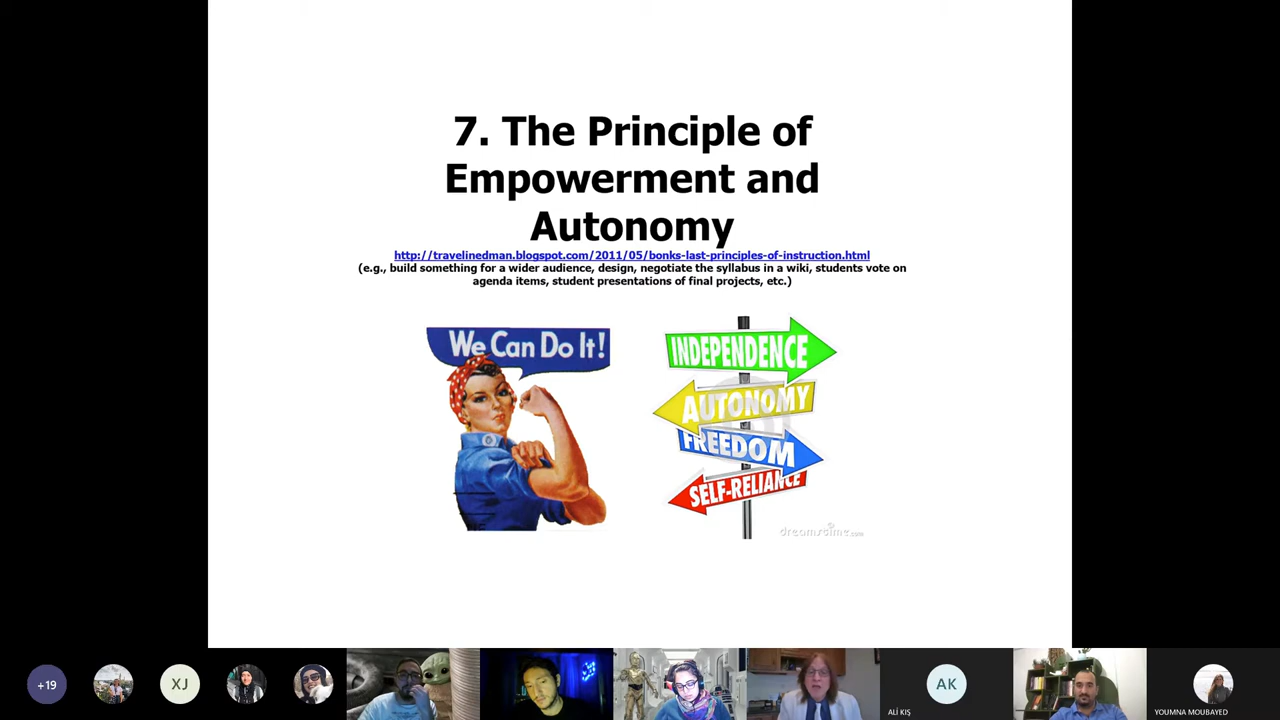 7. The Principle of
Empowerment and
Autonomy
http://travelinedman.blogspot.com/2011/05/bonks-last-principles-of-instruction.html
(e.g., build something for a wider audience, design, negotiate the syllabus in a wiki, students vote on
agenda items, student presentations of final projects, etc.)
We Can Do It!
INDEPENDENCE
AUTONOMY
FREEDOM
SELF-RELIANCE
dreamstime.com
+19
XJ
AK
ALİ KIŞ
YOUMNA MOUBAYED